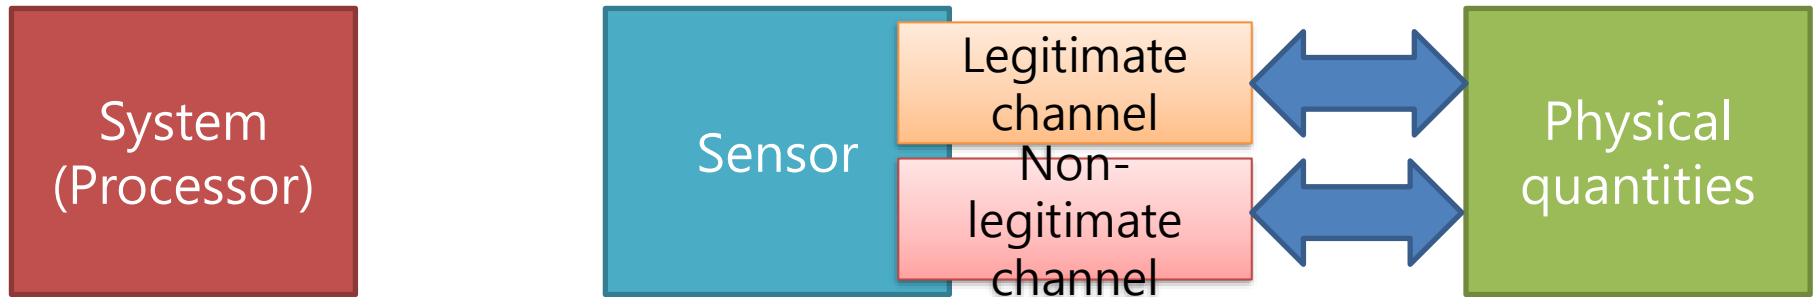 System
(Processor)
Sensor
Legitimate
channel
Non-
legitimate
channel
Physical
quantities